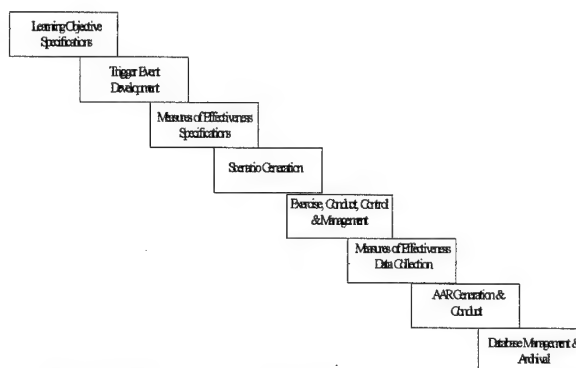 Learning Objective
Specifications
Trigger Event
Development
Measures of Effectiveness
Specifications
Scenario Generation
Exercise, Conduct, Control
& Management
Measures of Effectiveness
Data Collection
AAR Generation &
Conduct
Database Management &
Archival